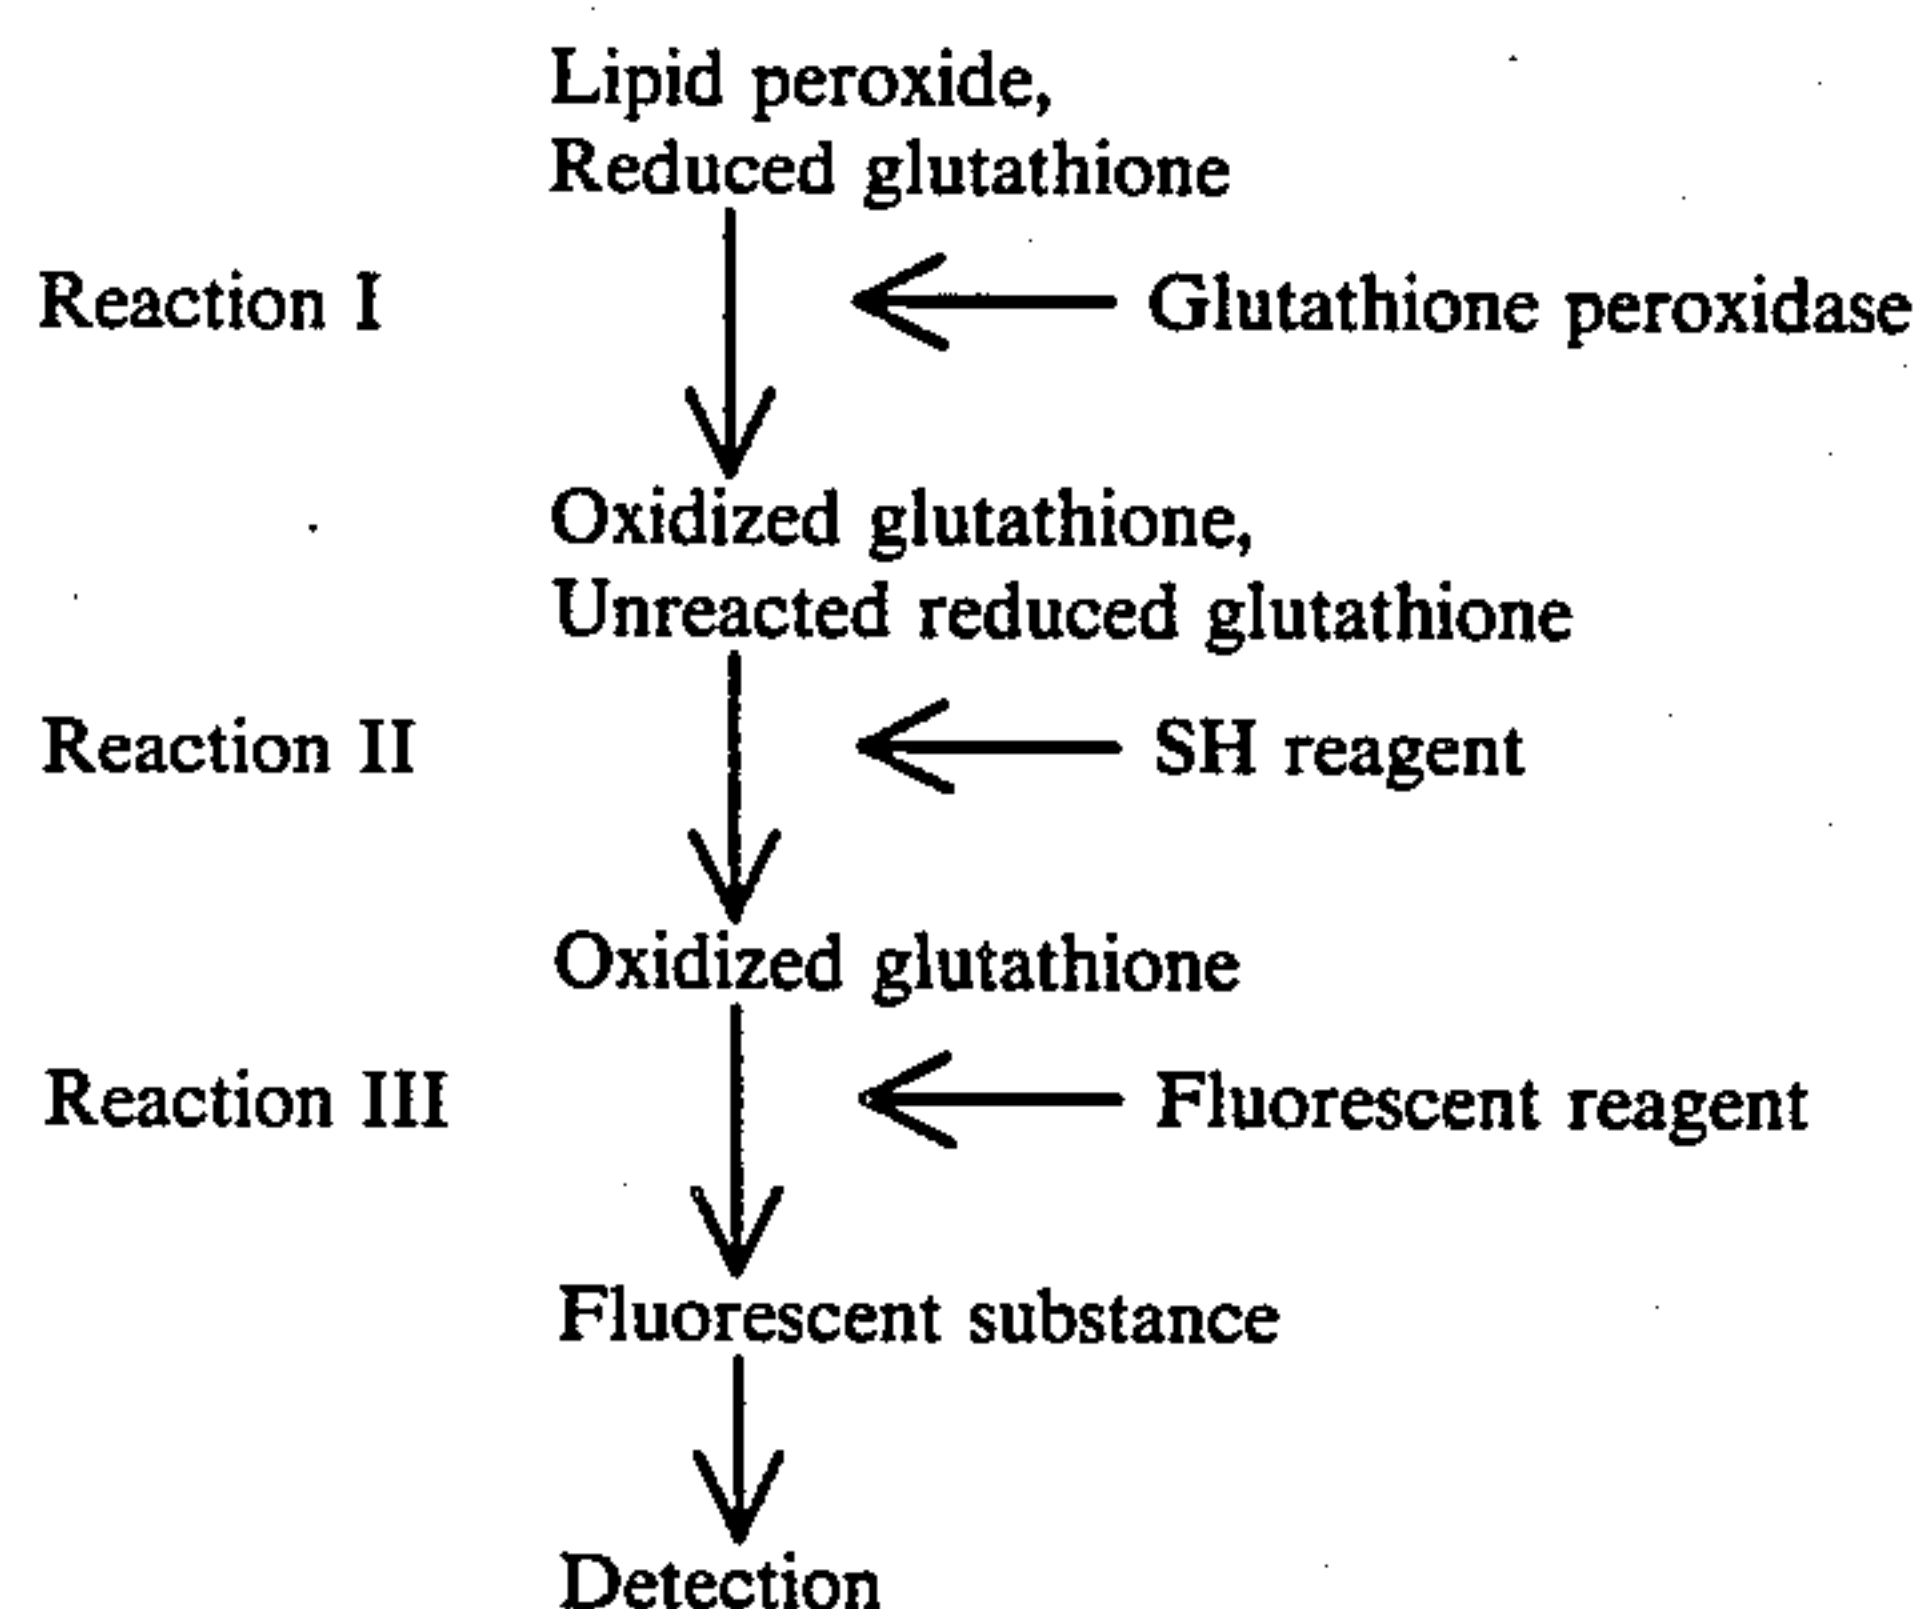 Lipid peroxide,
Reduced glutathione
Reaction I
Glutathione peroxidase
Oxidized glutathione,
Unreacted reduced glutathione
Reaction II
SH reagent
Oxidized glutathione
Reaction III
Fluorescent reagent
Fluorescent substance
Detection